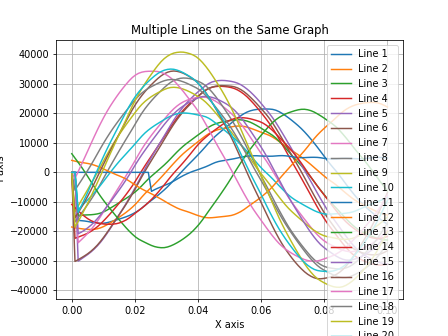 Multiple Lines on the Same Graph
40000
30000
20000
10000
0
−10000
−20000
−30000
−40000
0.00
0.02
0.04
0.06
X axis
Line 1
Line 2
Line 3
Line 4
Line 5
Line 6
Line 7
Line 8
Line 9
Line 10
Line 11
Line 12
Line 13
Line 14
Line 15
Line 16
Line 17
Line 18
Line 19
Line 20